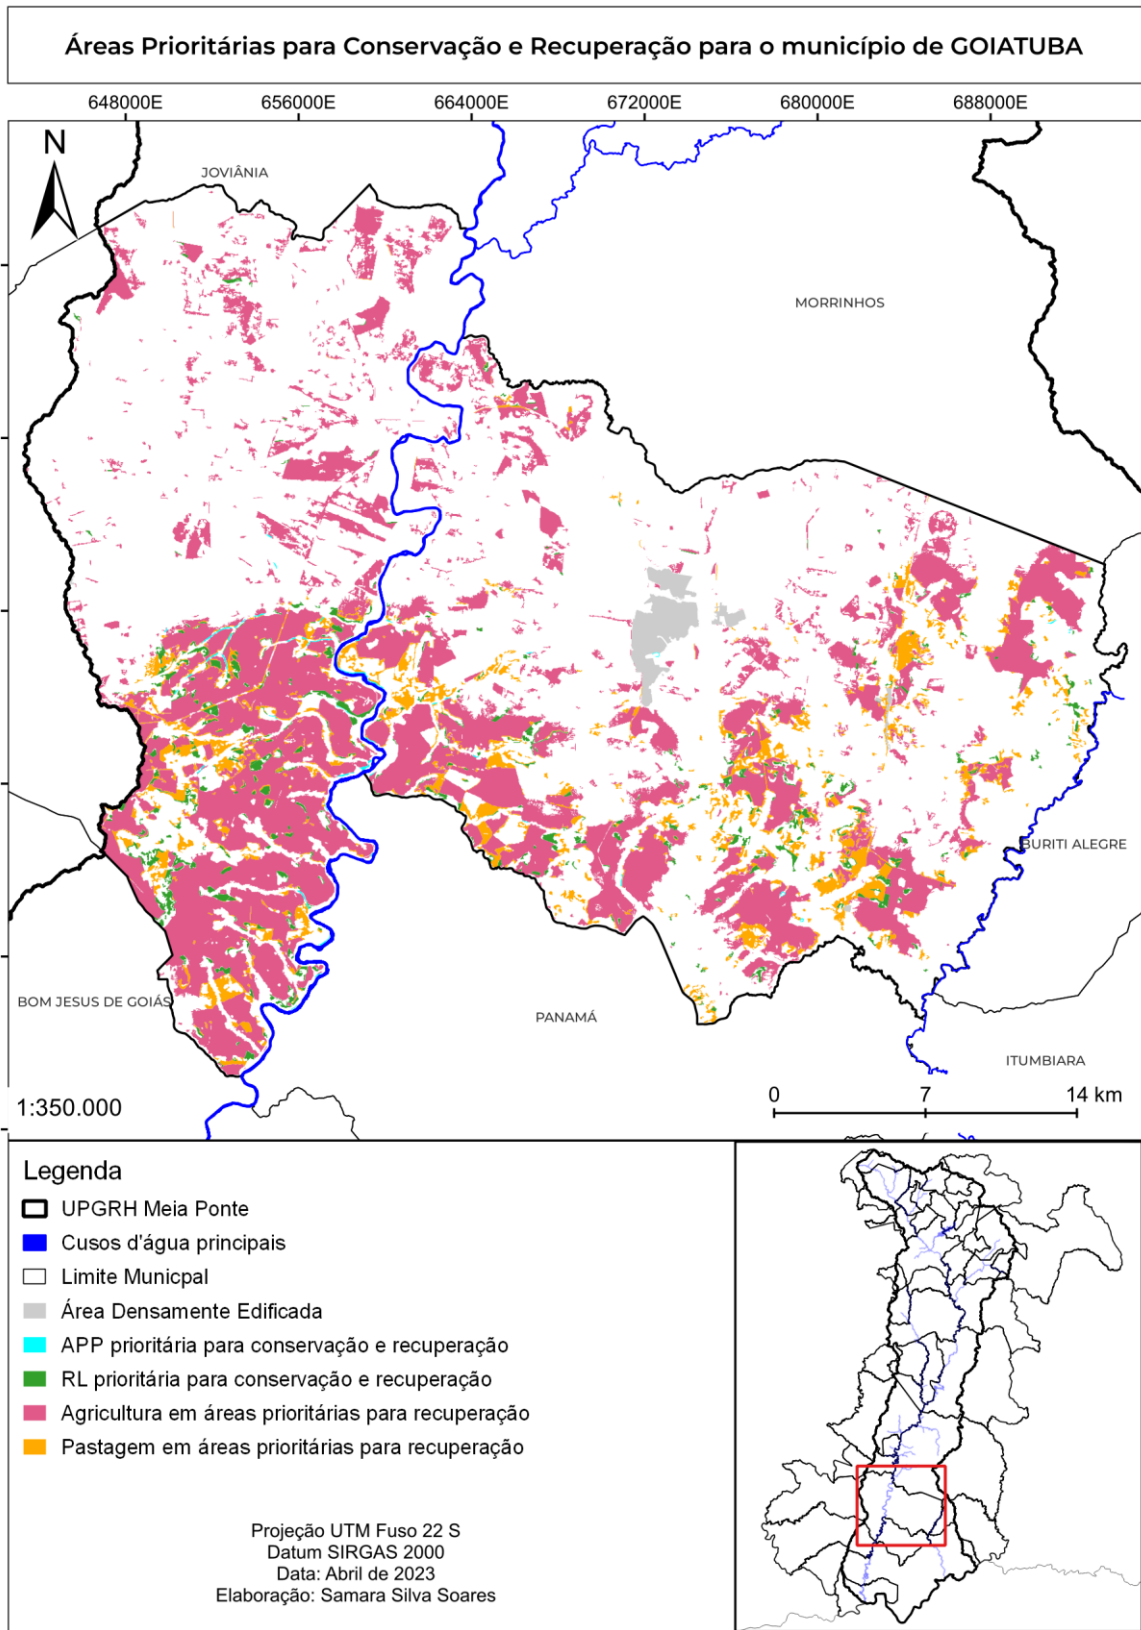 Áreas Prioritárias para Conservação e Recuperação para o município de GOIATUBA
648000E 656000E 664000E 672000E 680000E 688000E
N
JOVIÂNIA
MORRINHOS
BURITI ALEGRE
BOM JESUS DE GOIÁS
PANAMÁ
ITUMBIARA
1:350.000
0 7 14 km
Legenda
UPGRH Meia Ponte
Cusos d'água principais
Limite Municpal
Área Densamente Edificada
APP prioritária para conservação e recuperação
RL prioritária para conservação e recuperação
Agricultura em áreas prioritárias para recuperação
Pastagem em áreas prioritárias para recuperação
Projeção UTM Fuso 22 S
Datum SIRGAS 2000
Data: Abril de 2023
Elaboração: Samara Silva Soares